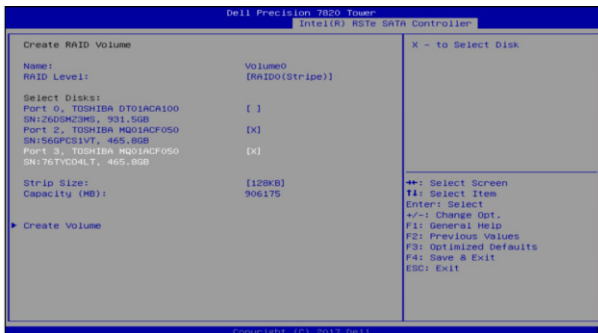 Dell Precision 7820 Tower
Intel(R) RSTe SATA Controller
Create RAID Volume
Name: Volume0
RAID Level: [RAID0(Stripe)]
Select Disks:
Port 0, TOSHIBA DT01ACA100 [ ]
SN:26DSMZ3MS, 931.5GB
Port 2, TOSHIBA MQ01ACF050 [X]
SN:56GPCS1VT, 465.8GB
Port 3, TOSHIBA MQ01ACF050 [X]
SN:76TYCO4LT, 465.8GB
Strip Size: [128KB]
Capacity (MB): 906175
Create Volume
X - to Select Disk
→←: Select Screen
↑↓: Select Item
Enter: Select
+/-: Change Opt.
F1: General Help
F2: Previous Values
F3: Optimized Defaults
F4: Save & Exit
ESC: Exit
Copyright (C) 2017 Dell